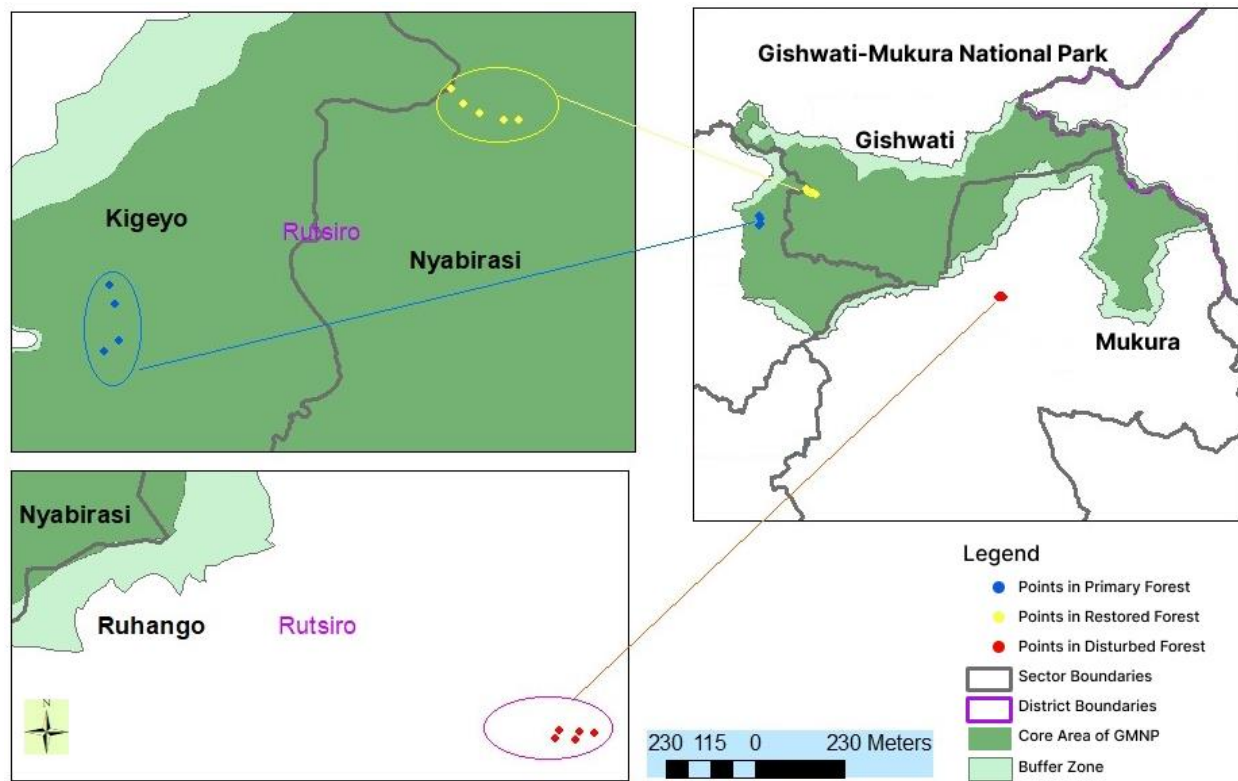 Kigeyo
Rutsiro
Nyabirasi
Gishwati-Mukura National Park
Gishwati
Mukura
Nyabirasi
Ruhango
Rutsiro
N
230 115 0 230 Meters
Legend
Points in Primary Forest
Points in Restored Forest
Points in Disturbed Forest
Sector Boundaries
District Boundaries
Core Area of GMNP
Buffer Zone